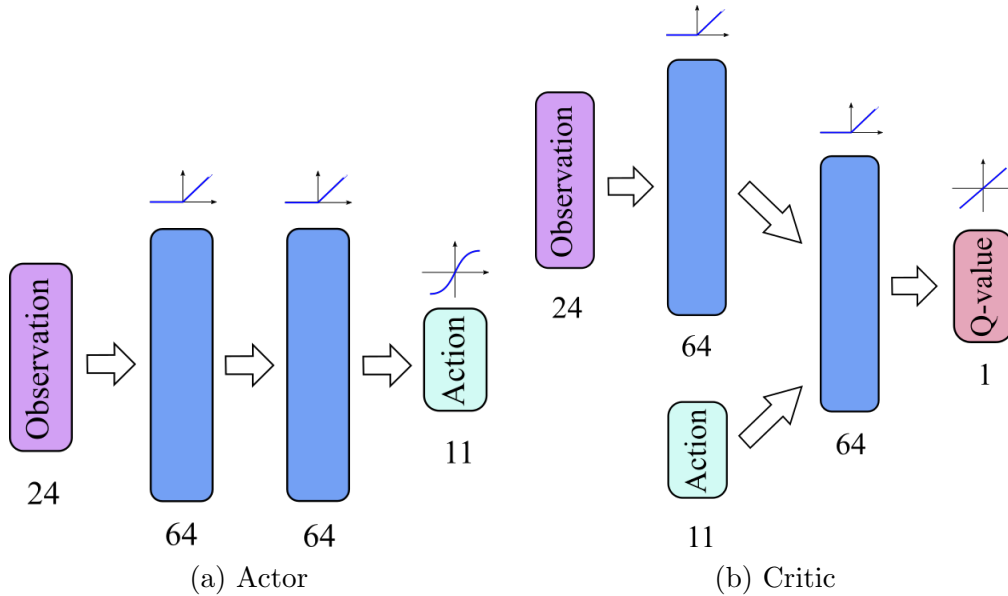 Observation
24
64
64
Action
11
(a) Actor
Observation
24
64
Action
11
64
Q-value
1
(b) Critic